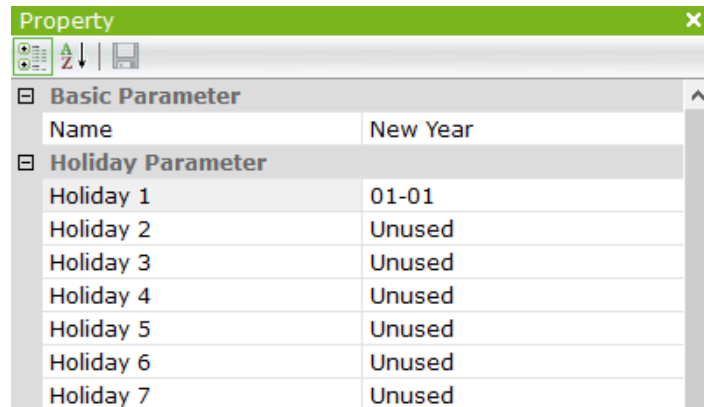 Property
Basic Parameter
Name New Year
Holiday Parameter
Holiday 1 01-01
Holiday 2 Unused
Holiday 3 Unused
Holiday 4 Unused
Holiday 5 Unused
Holiday 6 Unused
Holiday 7 Unused